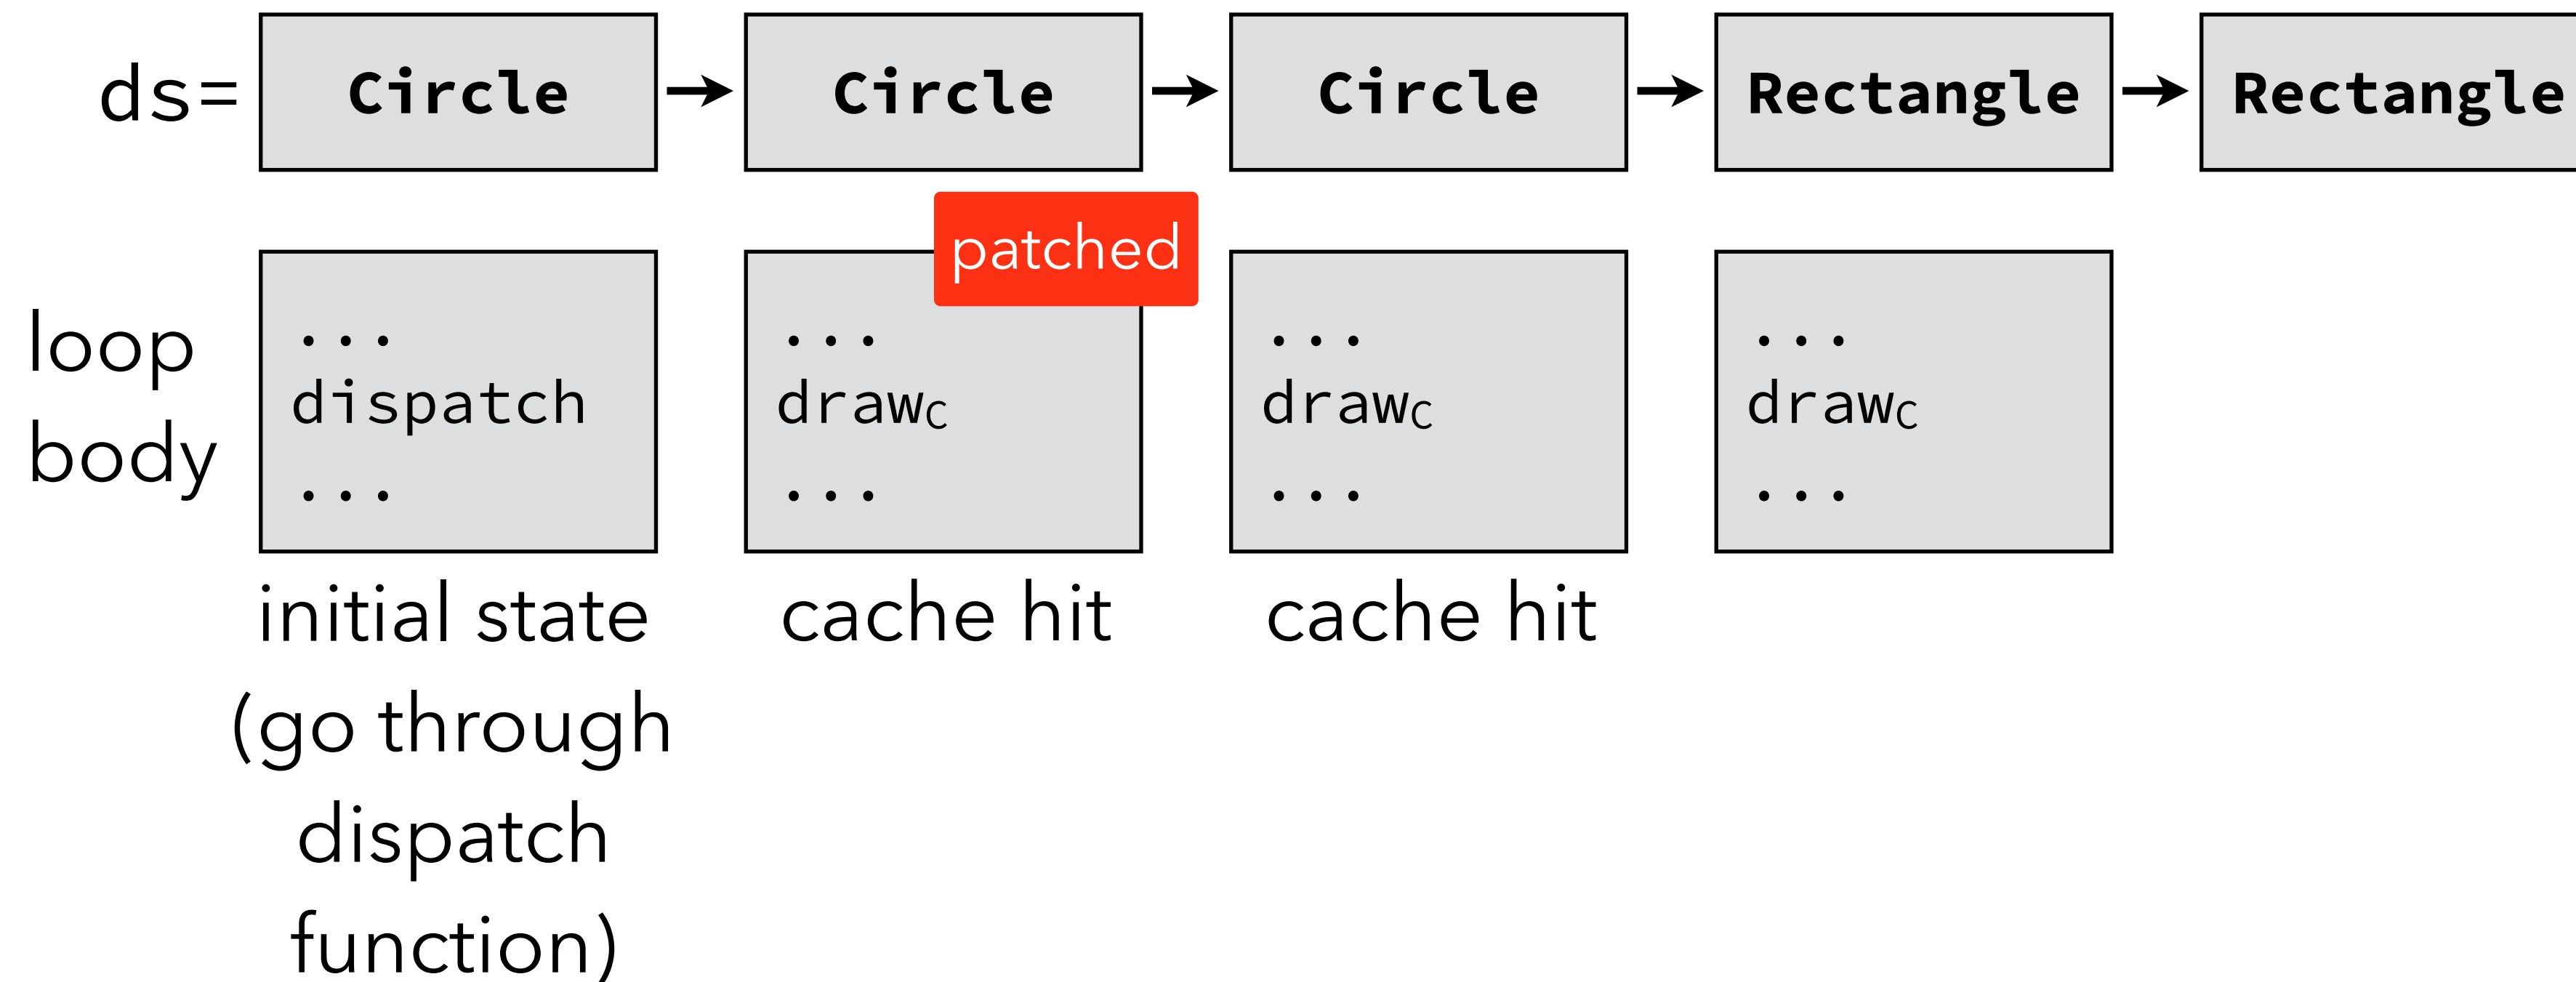 ds= Circle Circle Circle Rectangle Rectangle
patched
loop body
... ... ... ...
dispatch drawC drawC drawC
... ... ... ...
initial state cache hit cache hit
(go through
dispatch
function)